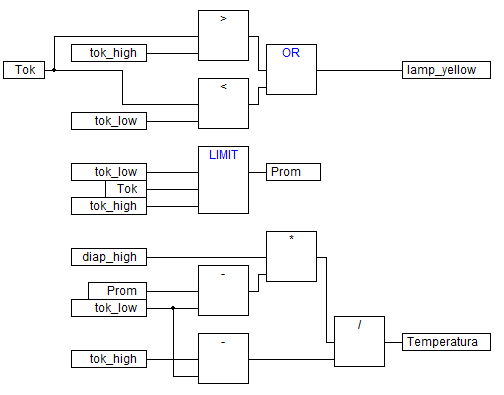 >
tok_high
OR
Tok
lamp_yellow
<
tok_low
LIMIT
tok_low
Prom
Tok
tok_high
*
diap_high
-
Prom
tok_low
/
-
Temperatura
tok_high